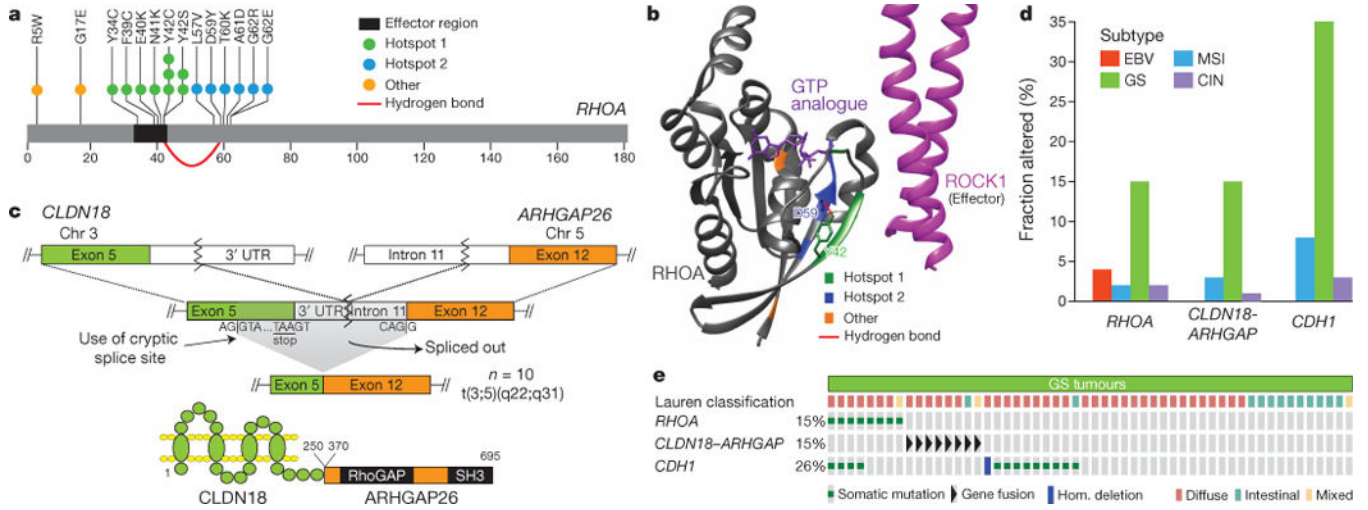 a
R5W
G17E
Y34C
F39C
E40K
N41K
Y42C
Y42S
L57V
D59Y
T60K
A61D
G62R
G62E
Effector region
Hotspot 1
Hotspot 2
Other
Hydrogen bond
RHOA
0 20 40 60 80 100 120 140 160 180
b
GTP
analogue
D59
Y42
RHOA
ROCK1
(Effector)
Hotspot 1
Hotspot 2
Other
Hydrogen bond
c
CLDN18
Chr 3
ARHGAP26
Chr 5
Exon 5
3′ UTR
Intron 11
Exon 12
Exon 5
3′ UTR
Intron 11
Exon 12
AG|GTA...TAAGT
stop
CAG|G
Use of cryptic
splice site
Spliced out
Exon 5
Exon 12
n = 10
t(3;5)(q22;q31)
1
250
370
695
RhoGAP
SH3
CLDN18
ARHGAP26
d
Fraction altered (%)
35
30
25
20
15
10
5
0
Subtype
EBV
MSI
GS
CIN
RHOA
CLDN18-
ARHGAP
CDH1
e
GS tumours
Lauren classification
RHOA 15%
CLDN18–ARHGAP 15%
CDH1 26%
Somatic mutation
Gene fusion
Hom. deletion
Diffuse
Intestinal
Mixed